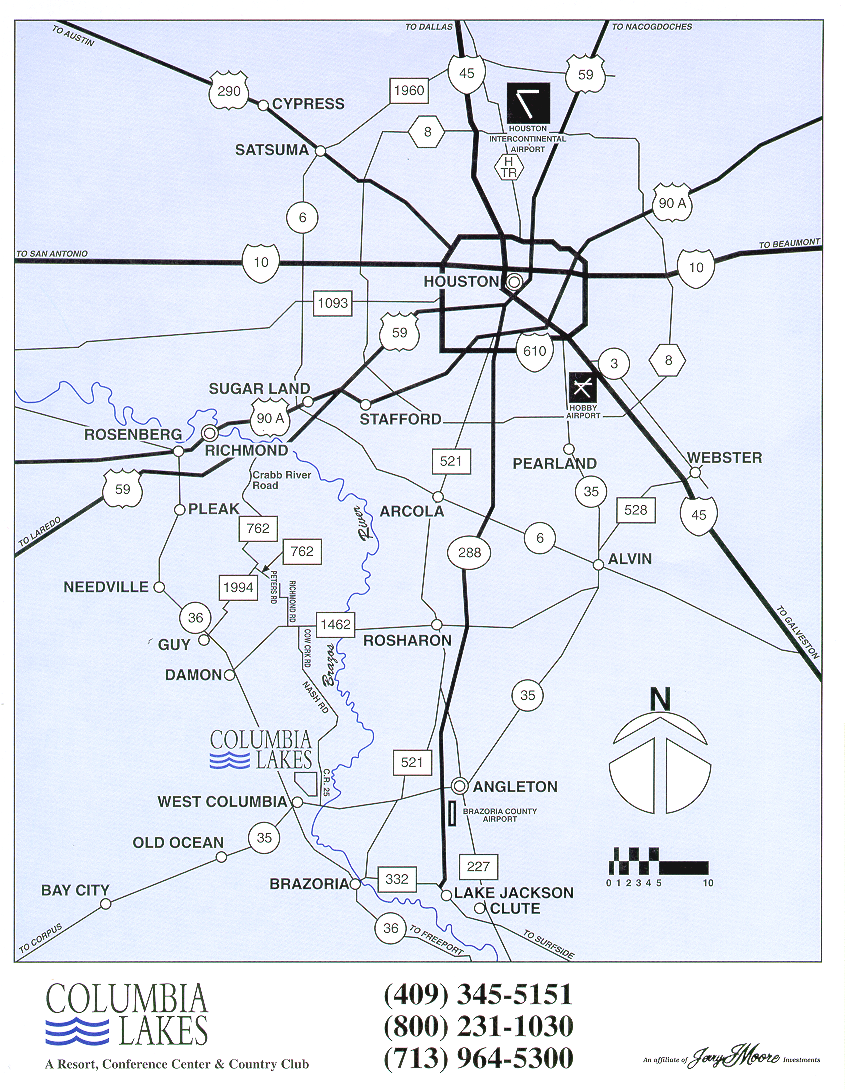 TO AUSTIN
TO DALLAS
TO NACOGDOCHES
290
CYPRESS
1960
45
59
HOUSTON
INTERCONTINENTAL
AIRPORT
8
SATSUMA
H
TR
6
90 A
TO SAN ANTONIO
10
TO BEAUMONT
10
HOUSTON
1093
59
610
3
8
HOBBY
AIRPORT
SUGAR LAND
90 A
STAFFORD
ROSENBERG
RICHMOND
521
PEARLAND
WEBSTER
59
Crabb River
Road
PLEAK
ARCOLA
35
528
45
River
TO LAREDO
762
762
288
6
ALVIN
NEEDVILLE
1994
PETERS RD
RICHMOND RD
36
1462
GUY
COW CRK RD
ROSHARON
TO GALVESTON
DAMON
Brazos
NASH RD
35
N
COLUMBIA
LAKES
521
C.R. 25
ANGLETON
WEST COLUMBIA
BRAZORIA COUNTY
AIRPORT
OLD OCEAN
35
227
0 1 2 3 4 5 10
BAY CITY
BRAZORIA
332
LAKE JACKSON
CLUTE
36
TO CORPUS
TO FREEPORT
TO SURFSIDE
COLUMBIA
LAKES
A Resort, Conference Center & Country Club
(409) 345-5151
(800) 231-1030
(713) 964-5300
An affiliate of Jerry J Moore Investments